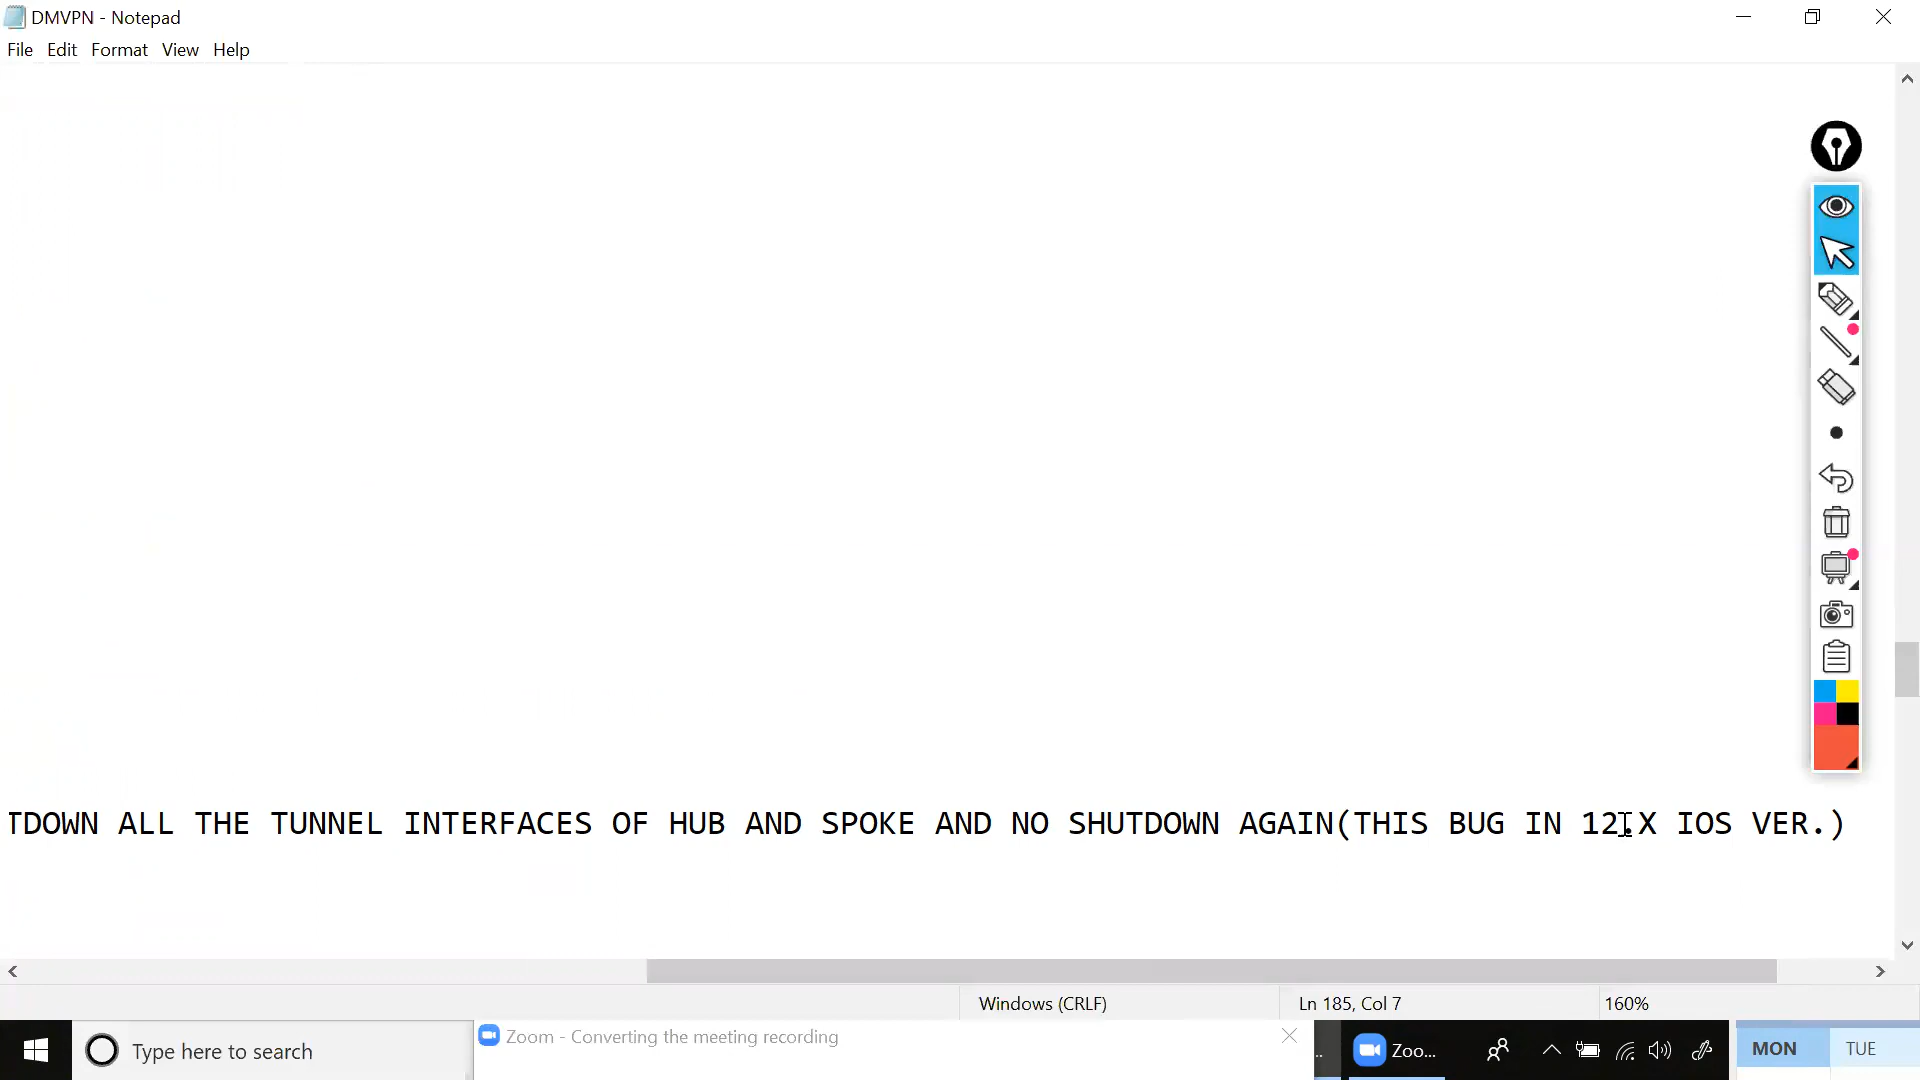 DMVPN - Notepad
File Edit Format View Help
TDOWN ALL THE TUNNEL INTERFACES OF HUB AND SPOKE AND NO SHUTDOWN AGAIN(THIS BUG IN 12.X IOS VER.)
Windows (CRLF) Ln 185, Col 7 160%
Type here to search
Zoom - Converting the meeting recording
.. Zoo...
MON TUE